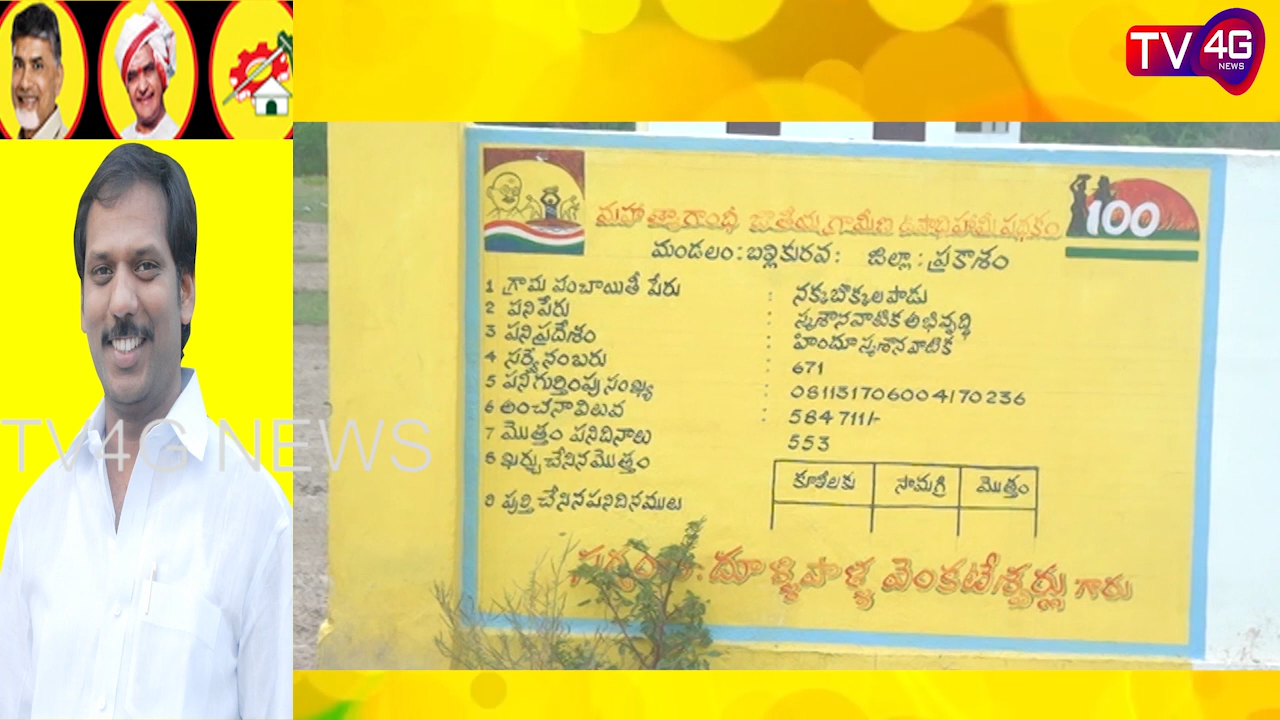 TV 4G NEWS
మహాత్మాగాంధీ జాతీయ గ్రామీణ ఉపాధి హామీ పథకం
100
మండలం : బల్లికురవ : జిల్లా : ప్రకాశం
1 గ్రామ పంచాయితీ పేరు : నక్కబొక్కలపాడు
2 పని పేరు : స్మశానవాటిక అభివృద్ధి
3 పని ప్రదేశం : హిందూ స్మశానవాటిక
4 సర్వే నంబరు : 671
5 పని గుర్తింపు సంఖ్య : 081131706004170236
6 అంచనా విలువ : 584711/-
7 మొత్తం పనిదినాలు 553
8 ఖర్చు చేసిన మొత్తం
కూలీలకు సామగ్రి మొత్తం
9 పూర్తి చేసిన పనిదినములు
దూళ్ళిపాళ్ళ వెంకటేశ్వర్లు గారు
TV4G NEWS